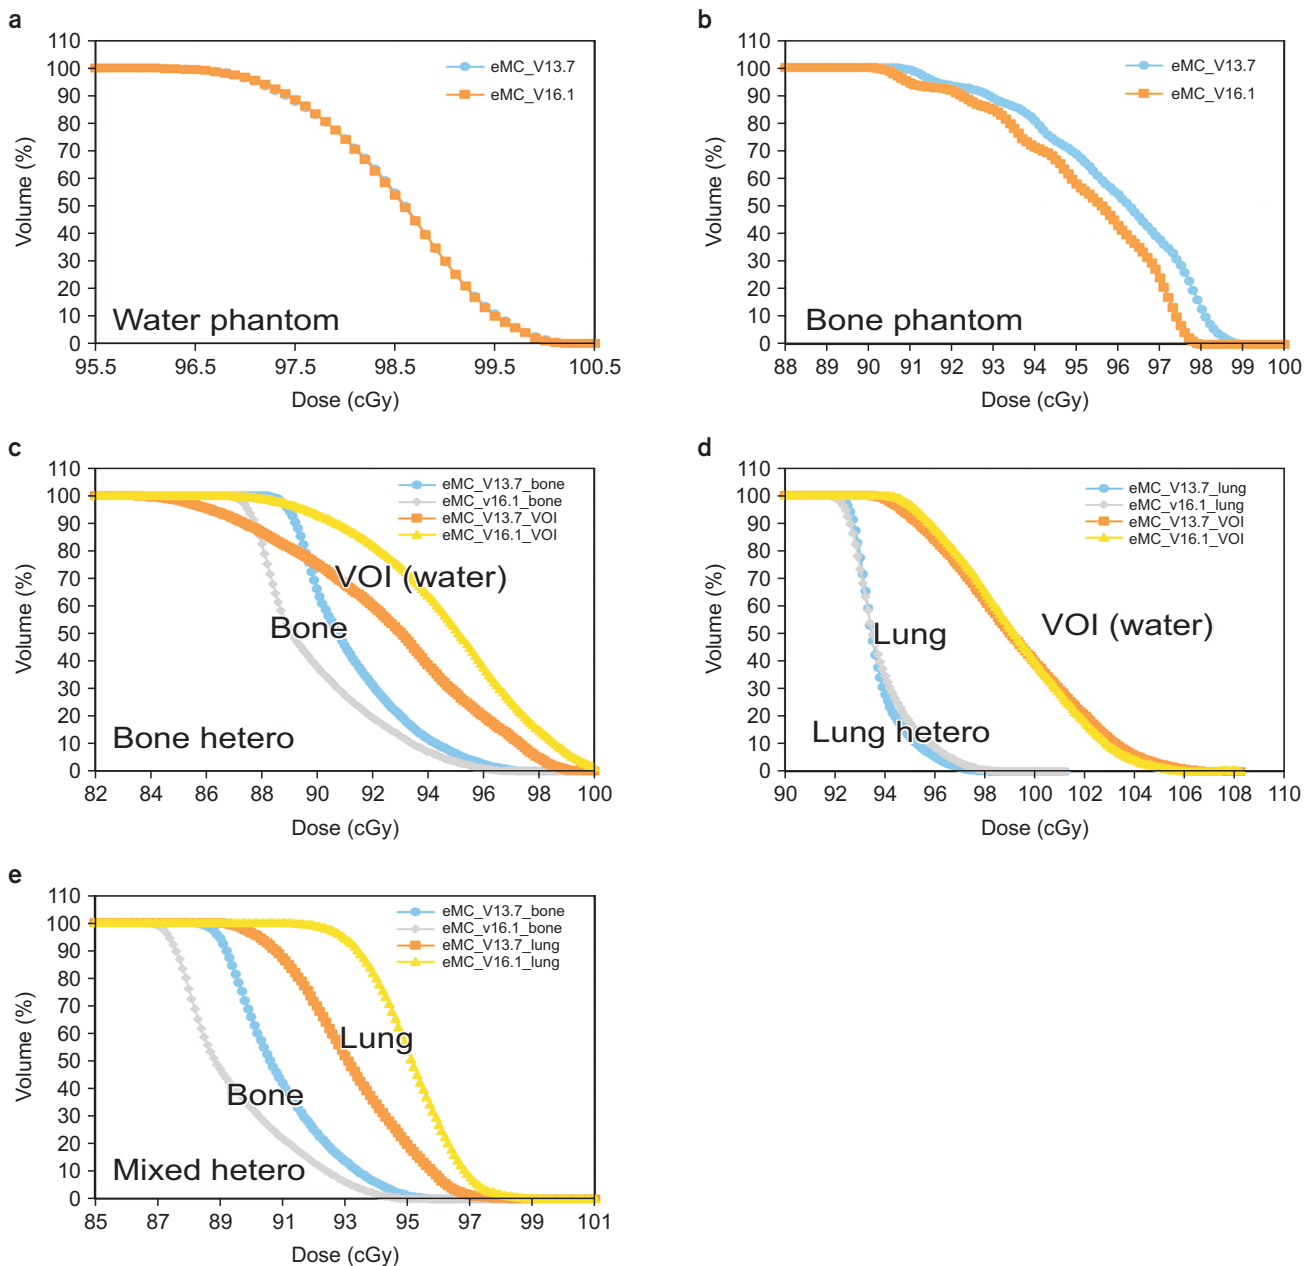 a
110
100
90
80
70
60
50
40
30
20
10
0
Volume (%)
eMC_V13.7
eMC_V16.1
Water phantom
95.5 96.5 97.5 98.5 99.5 100.5
Dose (cGy)
b
110
100
90
80
70
60
50
40
30
20
10
0
Volume (%)
eMC_V13.7
eMC_V16.1
Bone phantom
88 89 90 91 92 93 94 95 96 97 98 99 100
Dose (cGy)
c
110
100
90
80
70
60
50
40
30
20
10
0
Volume (%)
eMC_V13.7_bone
eMC_v16.1_bone
eMC_V13.7_VOI
eMC_V16.1_VOI
VOI (water)
Bone
Bone hetero
82 84 86 88 90 92 94 96 98 100
Dose (cGy)
d
110
100
90
80
70
60
50
40
30
20
10
0
Volume (%)
eMC_V13.7_lung
eMC_v16.1_lung
eMC_V13.7_VOI
eMC_V16.1_VOI
VOI (water)
Lung
Lung hetero
90 92 94 96 98 100 102 104 106 108 110
Dose (cGy)
e
110
100
90
80
70
60
50
40
30
20
10
0
Volume (%)
eMC_V13.7_bone
eMC_v16.1_bone
eMC_V13.7_lung
eMC_V16.1_lung
Lung
Bone
Mixed hetero
85 87 89 91 93 95 97 99 101
Dose (cGy)